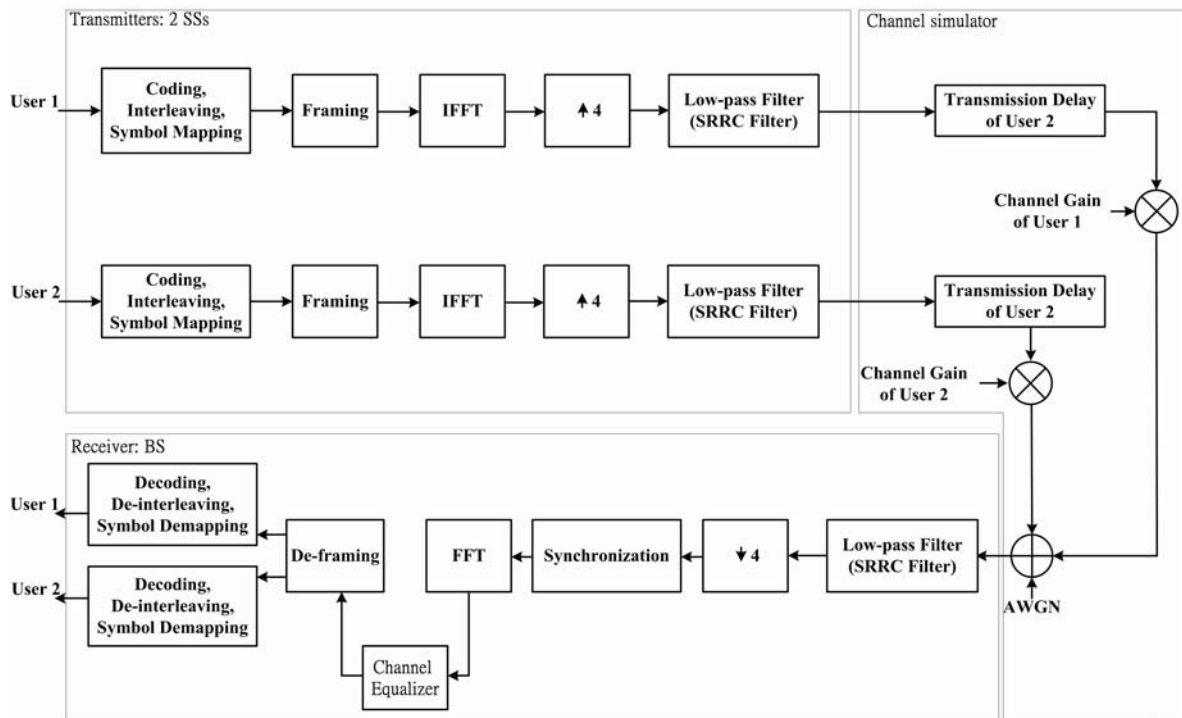 Transmitters: 2 SSs
Channel simulator
User 1
Coding,
Interleaving,
Symbol Mapping
Framing
IFFT
↑ 4
Low-pass Filter
(SRRC Filter)
Transmission Delay
of User 2
Channel Gain
of User 1
User 2
Coding,
Interleaving,
Symbol Mapping
Framing
IFFT
↑ 4
Low-pass Filter
(SRRC Filter)
Transmission Delay
of User 2
Channel Gain
of User 2
Receiver: BS
User 1
Decoding,
De-interleaving,
Symbol Demapping
User 2
Decoding,
De-interleaving,
Symbol Demapping
De-framing
FFT
Synchronization
↓ 4
Low-pass Filter
(SRRC Filter)
AWGN
Channel
Equalizer